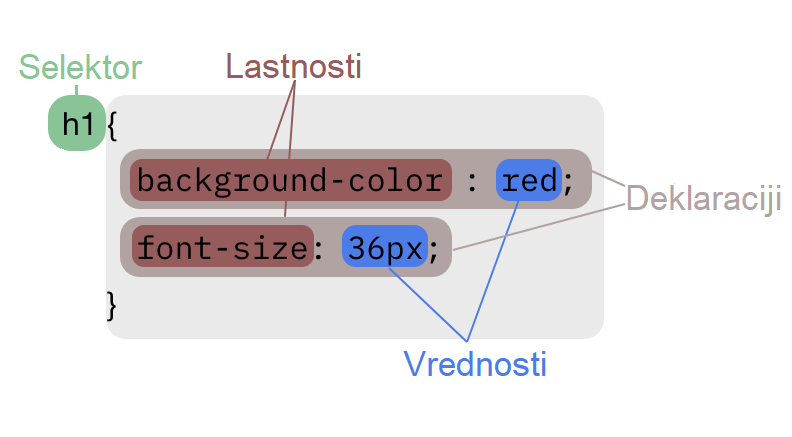 Selektor
Lastnosti
h1{
background-color : red;
Deklaraciji
font-size: 36px;
}
Vrednosti